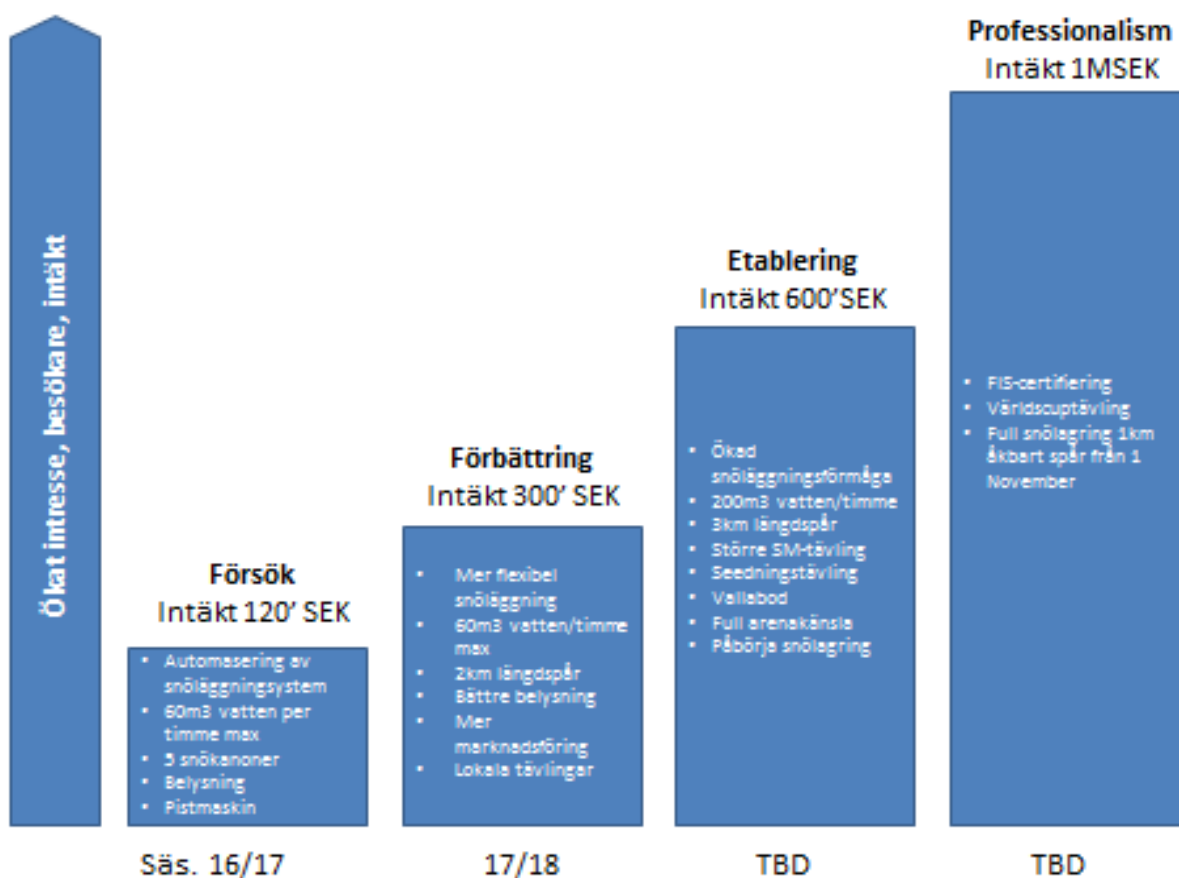 Ökat intresse, besökare, intäkt
Försök
Intäkt 120' SEK
• Automasering av
snöläggningsystem
• 60m3 vatten per
timme max
• 5 snökanoner
• Belysning
• Pistmaskin
Säs. 16/17
Förbättring
Intäkt 300' SEK
• Mer flexibel
snöläggning
• 60m3 vatten/timme
max
• 2km längdspår
• Bättre belysning
• Mer
marknadsföring
• Lokala tävlingar
17/18
Etablering
Intäkt 600'SEK
• Ökad
snöläggningsförmåga
• 200m3 vatten/timme
• 3km längdspår
• Större SM-tävling
• Seedningstävling
• Vallabod
• Full arenakänsla
• Påbörja snölagring
TBD
Professionalism
Intäkt 1MSEK
• FIS-certifiering
• Världscuptävling
• Full snölagring 1km
åkbart spår från 1
November
TBD